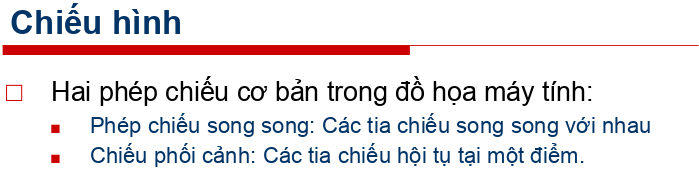 Chiếu hình
Hai phép chiếu cơ bản trong đồ họa máy tính:
Phép chiếu song song: Các tia chiếu song song với nhau
Chiếu phối cảnh: Các tia chiếu hội tụ tại một điểm.